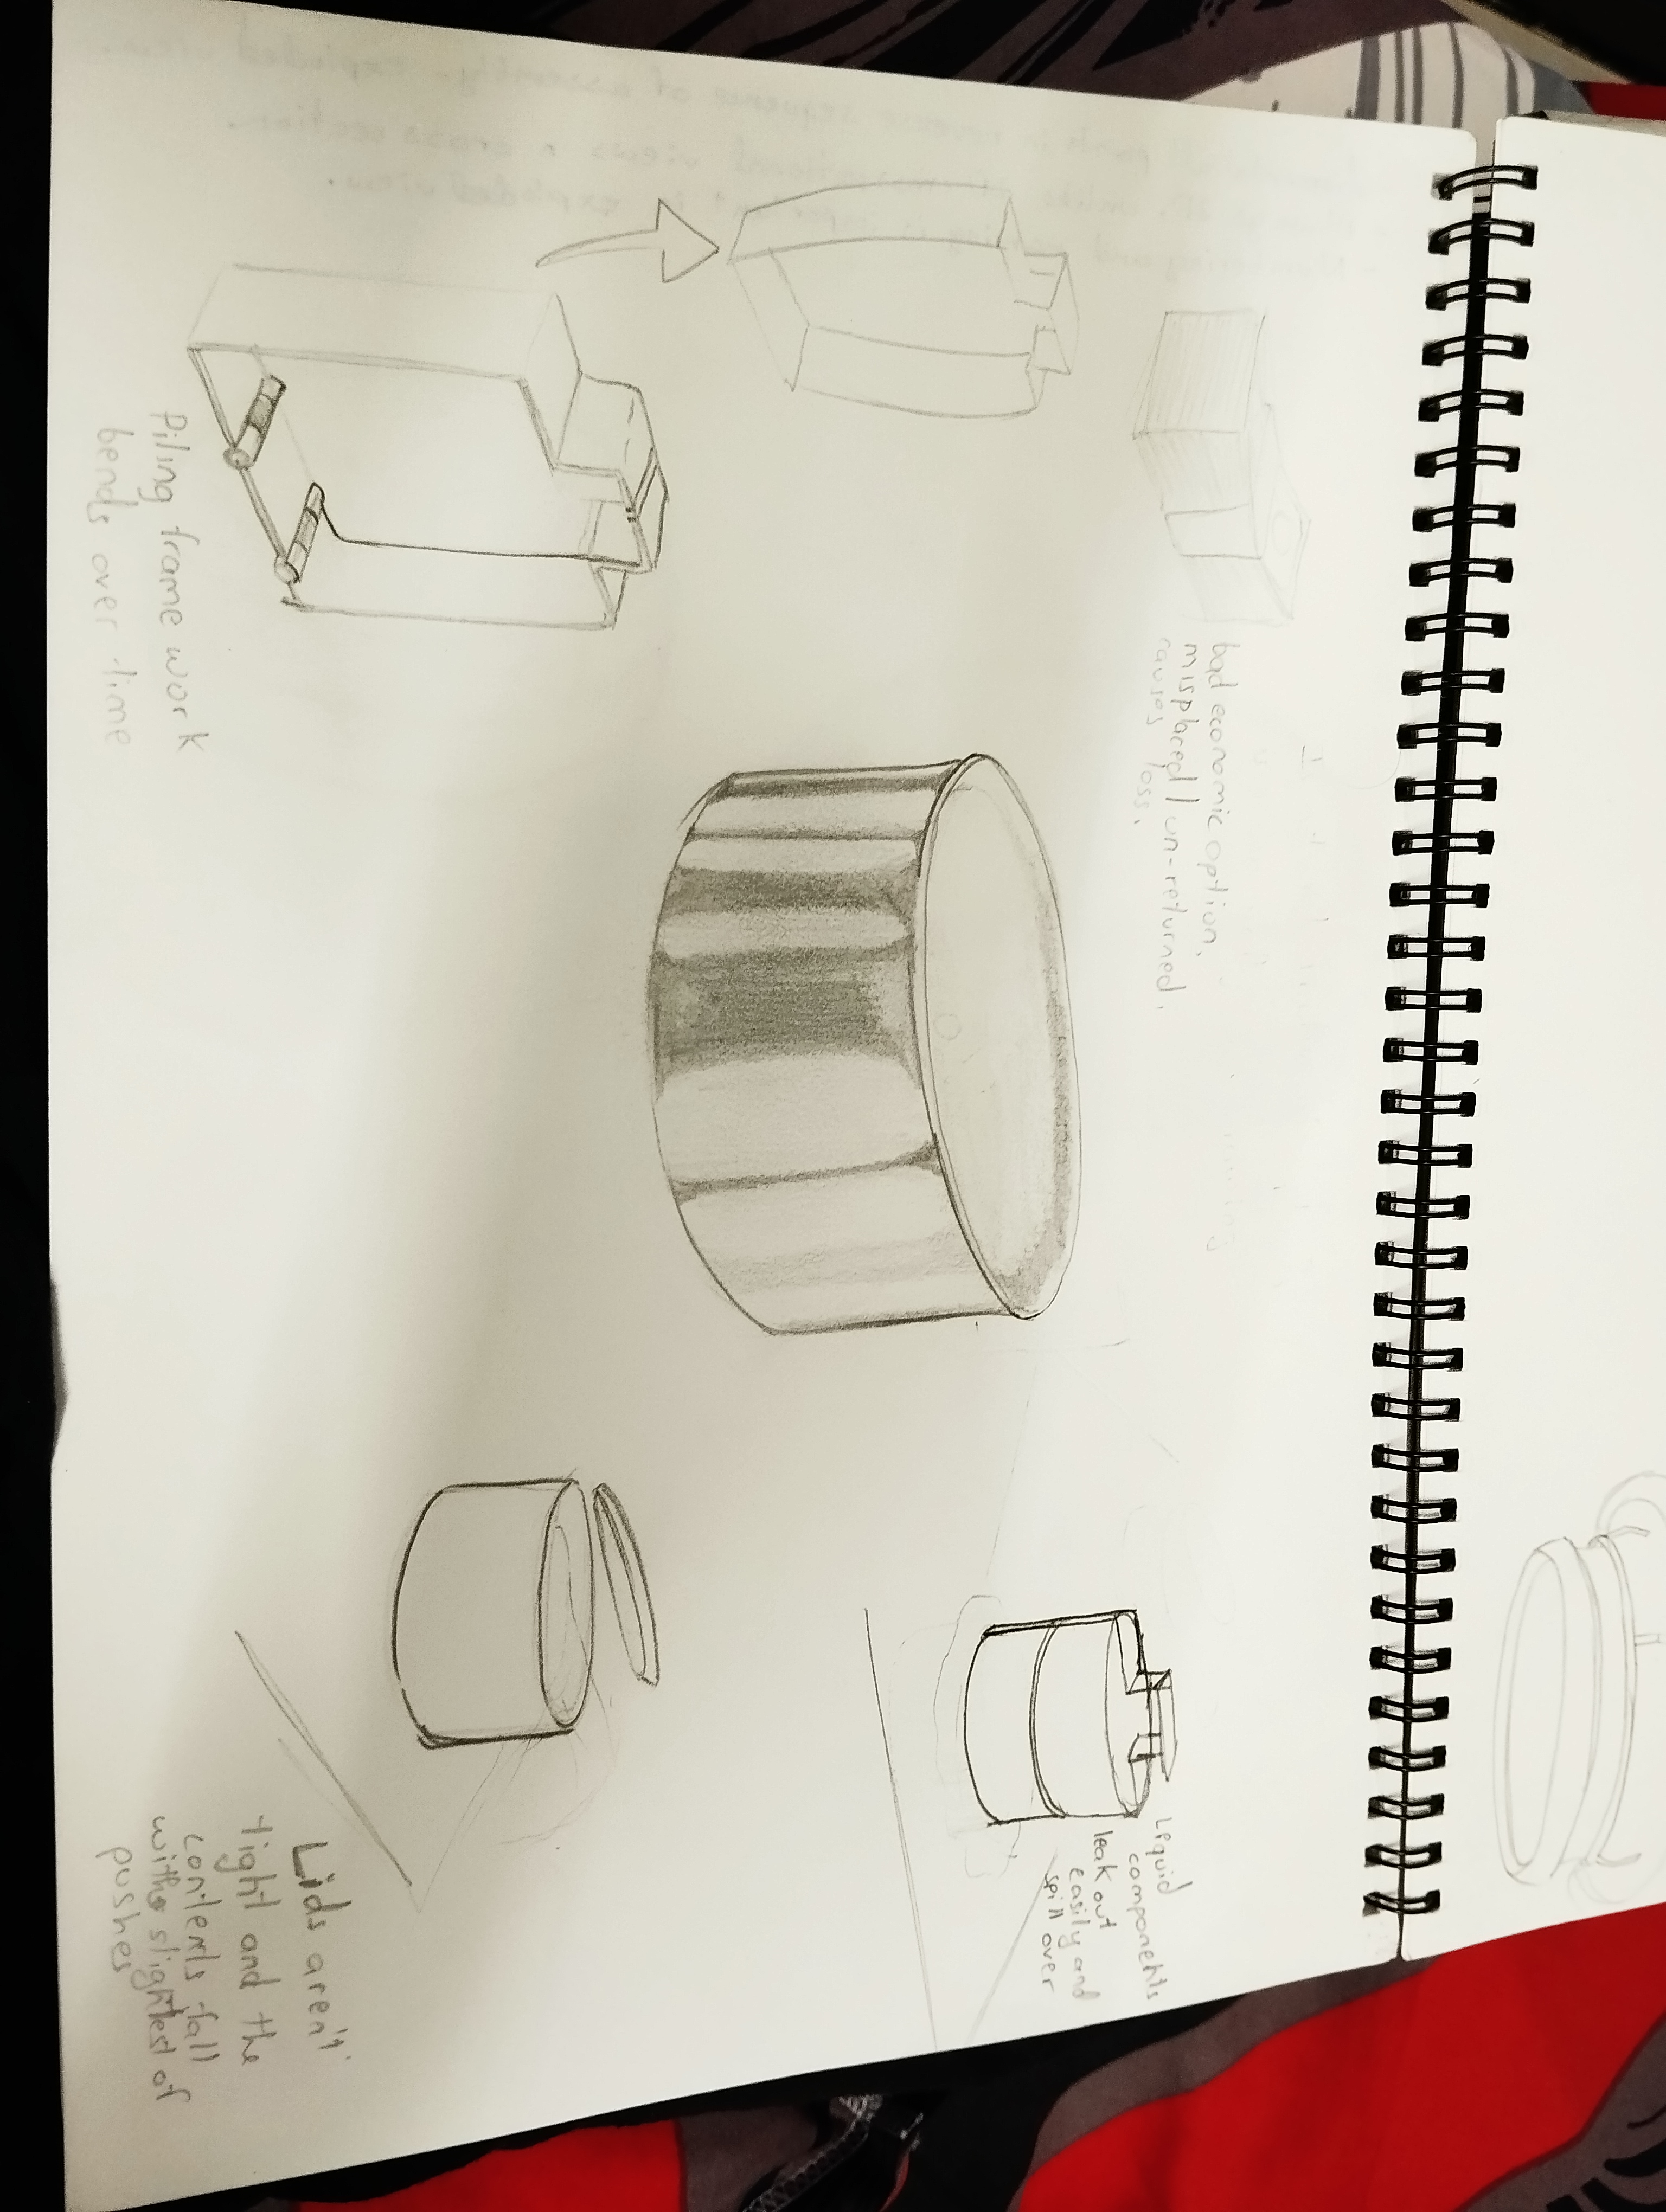 bad economic option,
misplaced / un-returned,
causes loss.
Liquid
components
leak out
easily and
spill over
Piling frame work
bends over time
Lids aren't
tight and the
contents fall
with slightest of
pushes